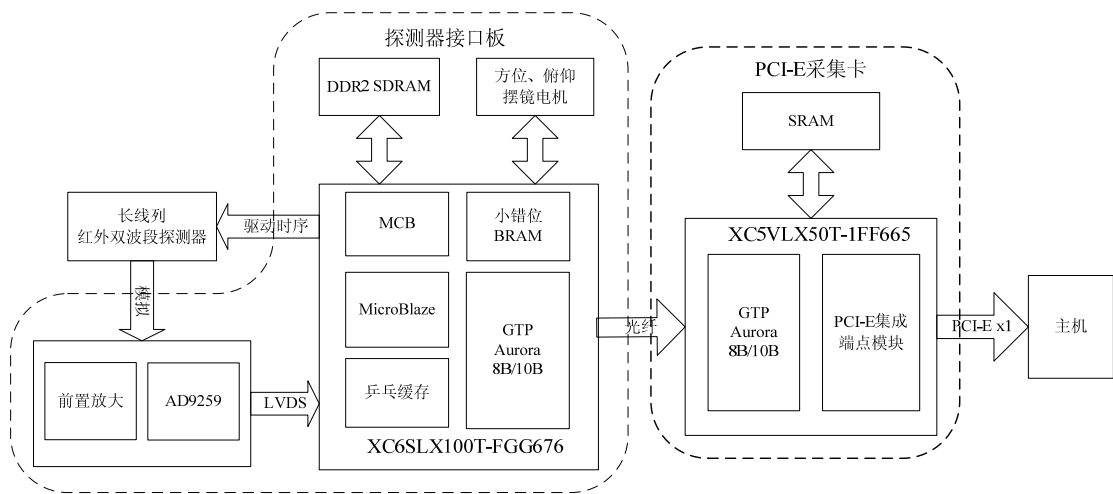 探测器接口板
DDR2 SDRAM
方位、俯仰
摆镜电机
长线列
红外双波段探测器
驱动时序
模拟
MCB
小错位
BRAM
MicroBlaze
GTP
Aurora
8B/10B
乒乓缓存
XC6SLX100T-FGG676
前置放大
AD9259
LVDS
光纤
PCI-E采集卡
SRAM
XC5VLX50T-1FF665
GTP
Aurora
8B/10B
PCI-E集成
端点模块
PCI-E x1
主机